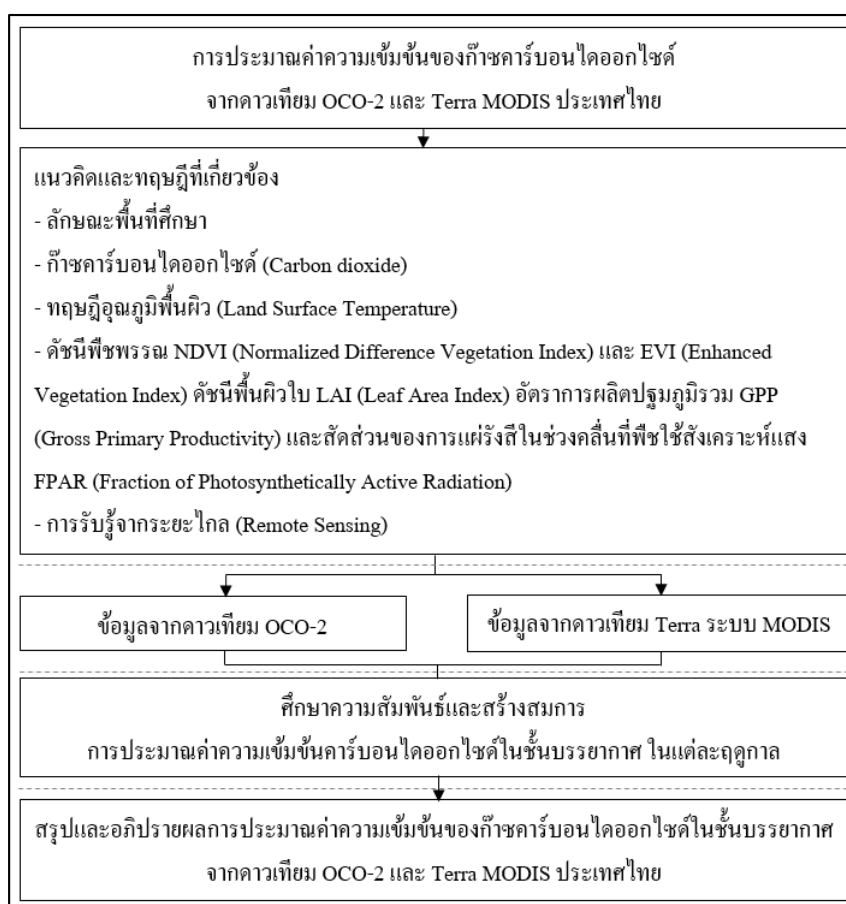 การประมาณค่าความเข้มข้นของก๊าซคาร์บอนไดออกไซด์
จากดาวเทียม OCO-2 และ Terra MODIS ประเทศไทย
แนวคิดและทฤษฎีที่เกี่ยวข้อง
- ลักษณะพื้นที่ศึกษา
- ก๊าซคาร์บอนไดออกไซด์ (Carbon dioxide)
- ทฤษฎีอุณภูมิพื้นผิว (Land Surface Temperature)
- ดัชนีพืชพรรณ NDVI (Normalized Difference Vegetation Index) และ EVI (Enhanced
Vegetation Index) ดัชนีพื้นผิวใบ LAI (Leaf Area Index) อัตราการผลิตปฐมภูมิรวม GPP
(Gross Primary Productivity) และสัดส่วนของการแผ่รังสีในช่วงคลื่นที่พืชใช้สังเคราะห์แสง
FPAR (Fraction of Photosynthetically Active Radiation)
- การรับรู้จากระยะไกล (Remote Sensing)
ข้อมูลจากดาวเทียม OCO-2
ข้อมูลจากดาวเทียม Terra ระบบ MODIS
ศึกษาความสัมพันธ์และสร้างสมการ
การประมาณค่าความเข้มข้นคาร์บอนไดออกไซด์ในชั้นบรรยากาศ ในแต่ละฤดูกาล
สรุปและอภิปรายผลการประมาณค่าความเข้มข้นของก๊าซคาร์บอนไดออกไซด์ในชั้นบรรยากาศ
จากดาวเทียม OCO-2 และ Terra MODIS ประเทศไทย